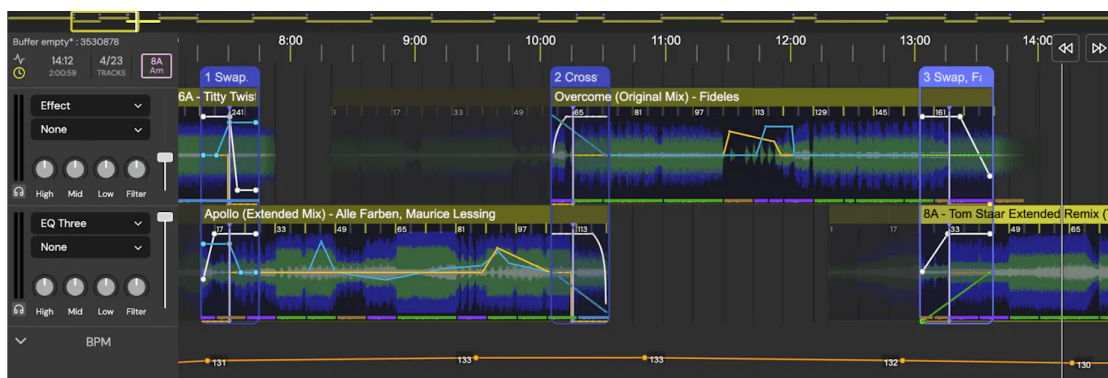 Buffer empty* : 3530878
8:00 9:00 10:00 11:00 12:00 13:00 14:00
14:12 4/23 8A
2:00:59 TRACKS Am
1 Swap. 2 Cross 3 Swap, Fi
6A - Titty Twist Overcome (Original Mix) - Fideles
Effect
241 1 17 33 49 65 81 97 113 129 145 161
None
High Mid Low Filter
Apollo (Extended Mix) - Alle Farben, Maurice Lessing 8A - Tom Staar Extended Remix (
EQ Three
17 33 49 65 81 97 113 1 17 33 49 65
None
High Mid Low Filter
BPM
131 133 133 132 130